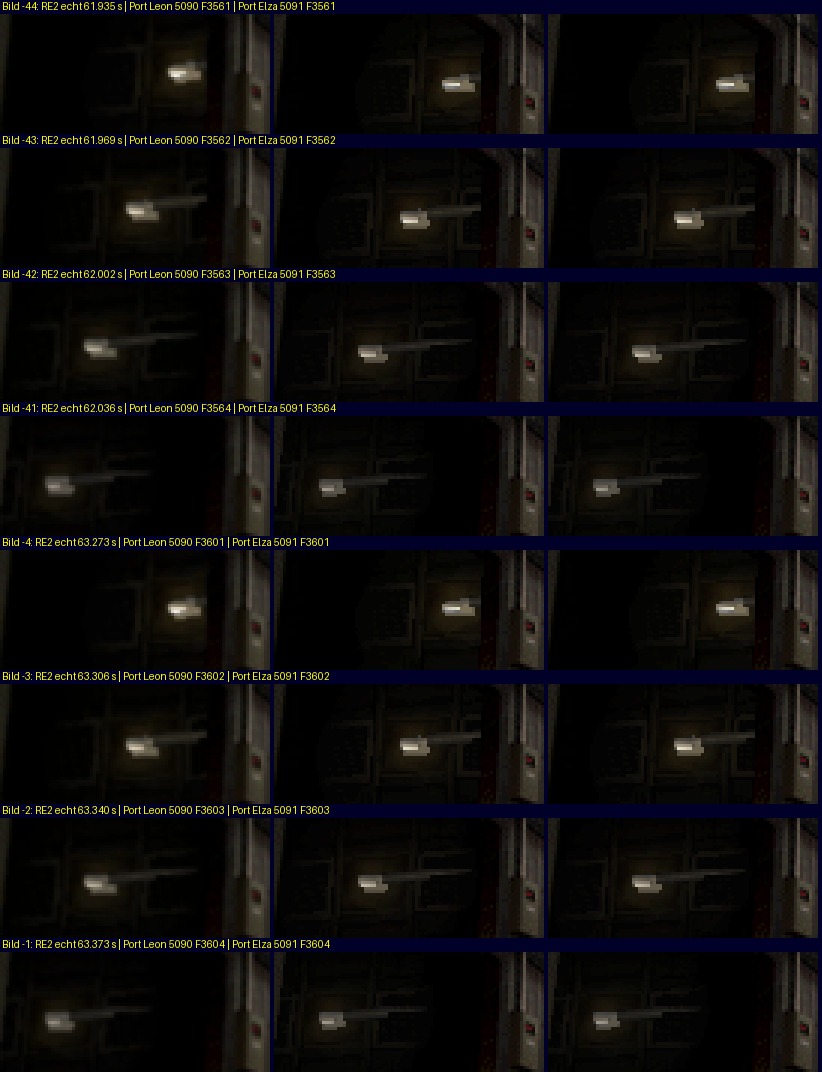 Bild -44: RE2 echt 61.935 s | Port Leon 5090 F3561 | Port Elza 5091 F3561
Bild -43: RE2 echt 61.969 s | Port Leon 5090 F3562 | Port Elza 5091 F3562
Bild -42: RE2 echt 62.002 s | Port Leon 5090 F3563 | Port Elza 5091 F3563
Bild -41: RE2 echt 62.036 s | Port Leon 5090 F3564 | Port Elza 5091 F3564
Bild -4: RE2 echt 63.273 s | Port Leon 5090 F3601 | Port Elza 5091 F3601
Bild -3: RE2 echt 63.306 s | Port Leon 5090 F3602 | Port Elza 5091 F3602
Bild -2: RE2 echt 63.340 s | Port Leon 5090 F3603 | Port Elza 5091 F3603
Bild -1: RE2 echt 63.373 s | Port Leon 5090 F3604 | Port Elza 5091 F3604